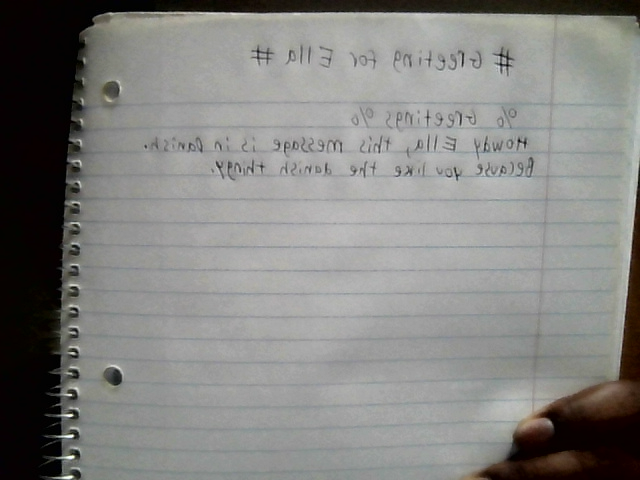 # Greeting for Ella #
% Greetings %
Howdy Ella, this message is in Danish.
Because you like the danish thingy.